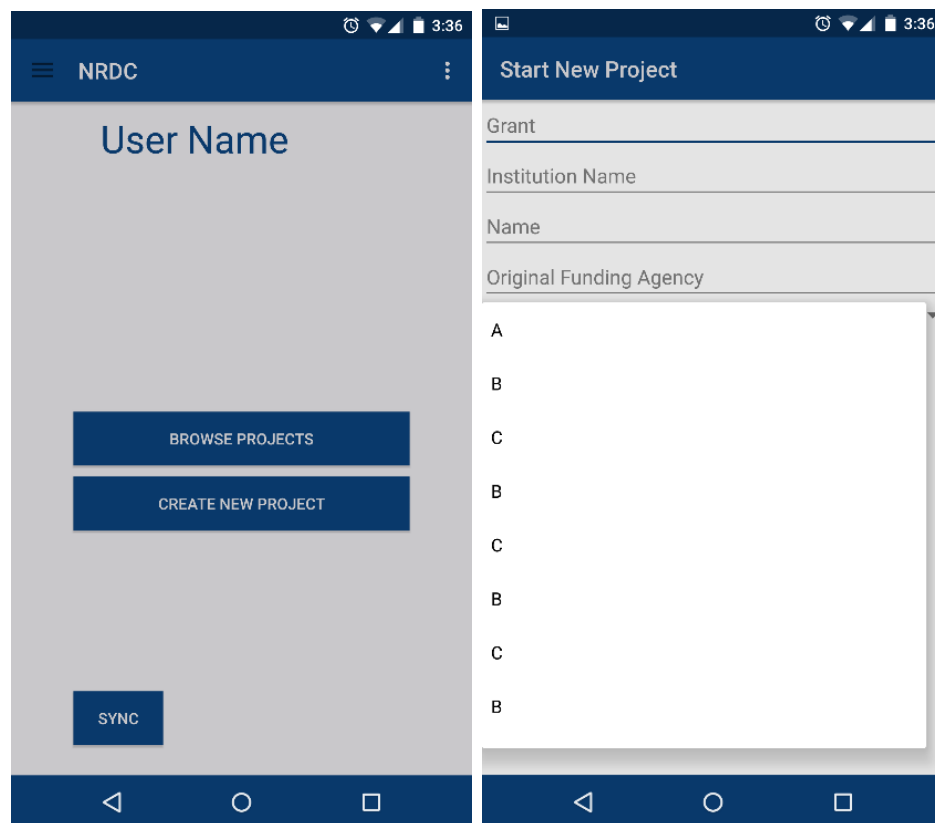 3:36
NRDC
User Name
BROWSE PROJECTS
CREATE NEW PROJECT
SYNC
3:36
Start New Project
Grant
Institution Name
Name
Original Funding Agency
A
B
C
B
C
B
C
B